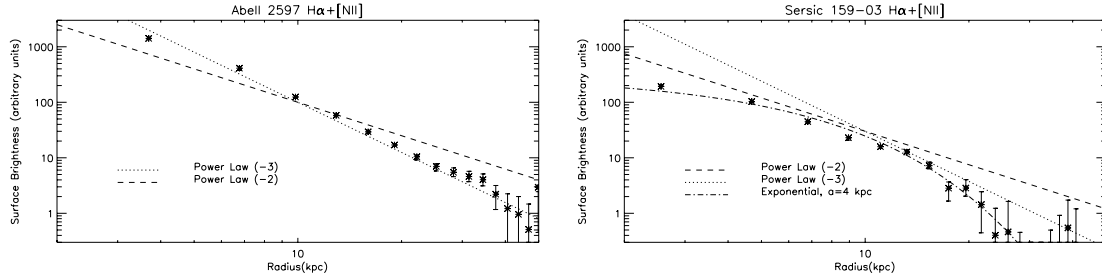 Abell 2597 Hα+[NII]
Surface Brightness (arbitrary units)
1000
100
10
1
Power Law (-3)
Power Law (-2)
10
Radius(kpc)
Sersic 159-03 Hα+[NII]
Surface Brightness (arbitrary units)
1000
100
10
1
Power Law (-2)
Power Law (-3)
Exponential, a=4 kpc
10
Radius(kpc)